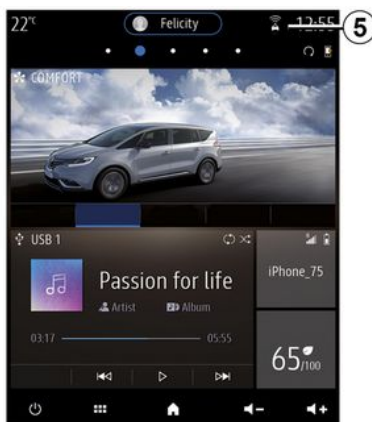 22°C
Felicity
12:55
5
COMFORT
USB 1
Passion for life
Artist
Album
03:17
05:55
iPhone_75
65/100